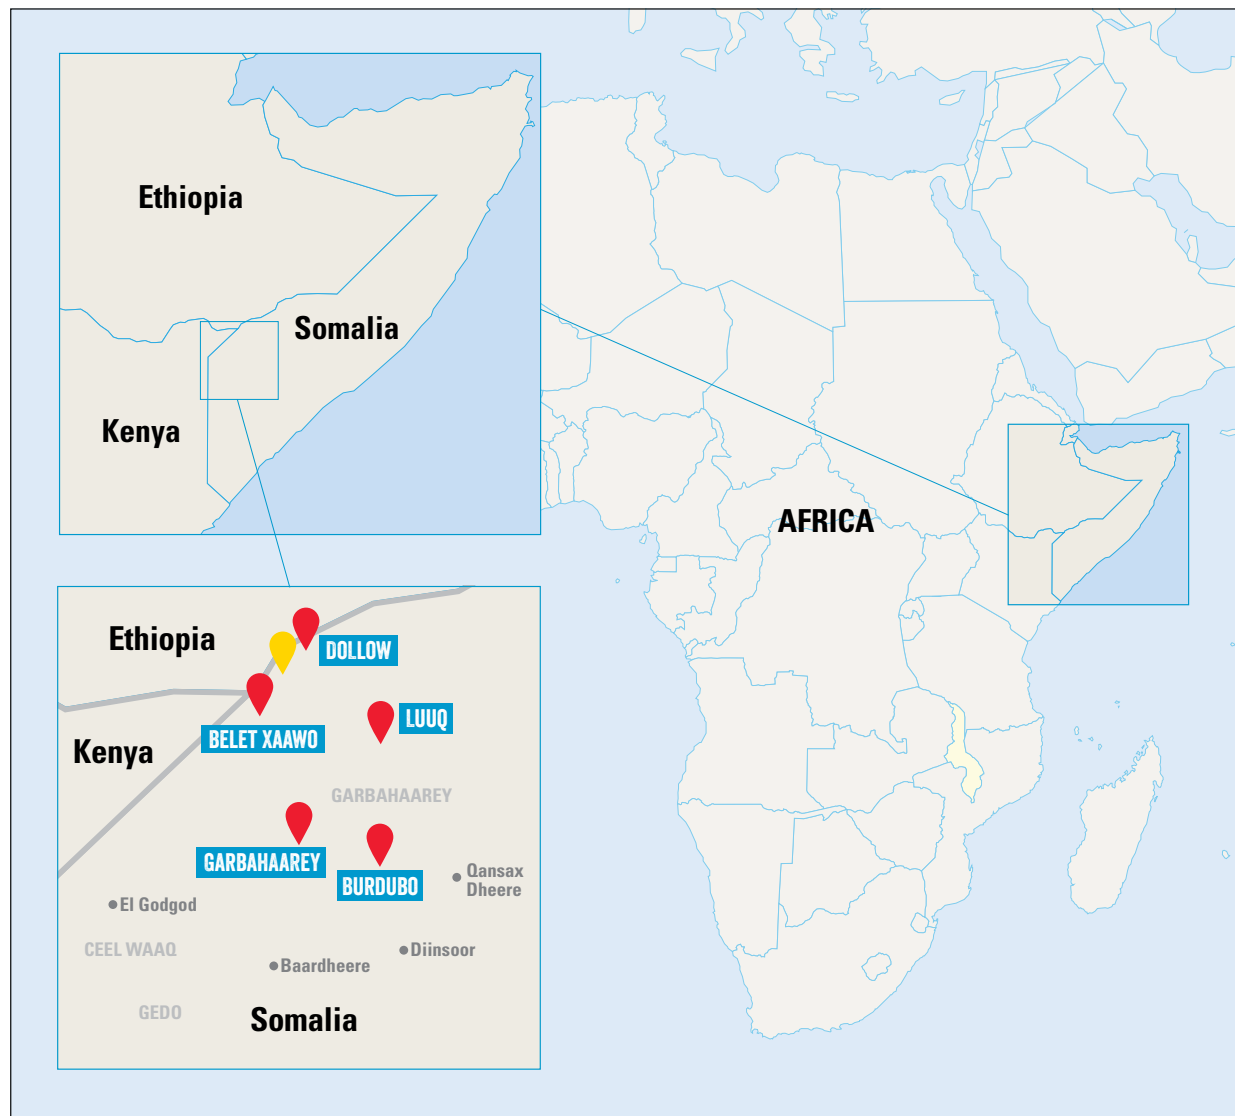 Ethiopia
Somalia
Kenya
AFRICA
Ethiopia
DOLLOW
Kenya
BELET XAAWO
LUUQ
GARBAHAAREY
GARBAHAAREY
BURDUBO
Qansax
Dheere
El Godgod
CEEL WAAQ
Diinsoor
Baardheere
GEDO
Somalia